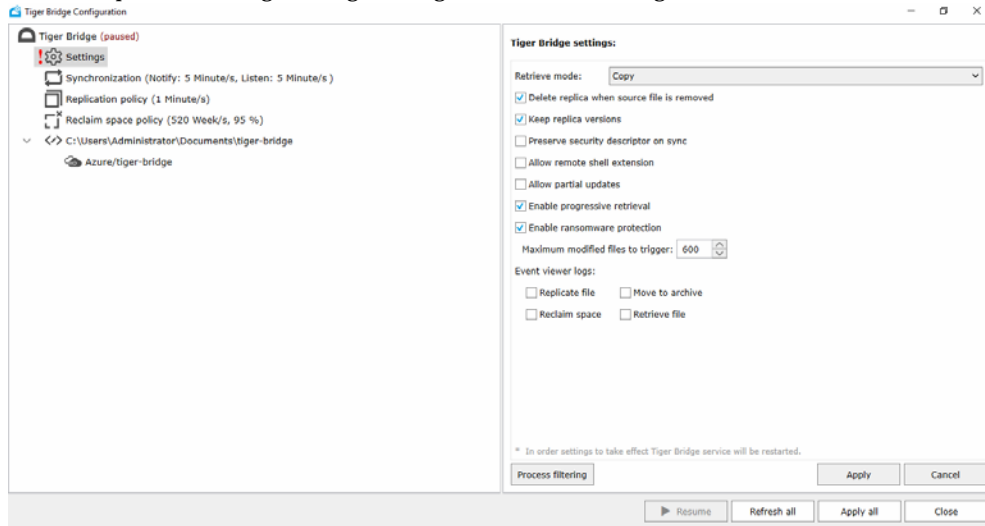 Tiger Bridge Configuration
Tiger Bridge (paused)
Settings
Synchronization (Notify: 5 Minute/s, Listen: 5 Minute/s )
Replication policy (1 Minute/s)
Reclaim space policy (520 Week/s, 95 %)
C:\Users\Administrator\Documents\tiger-bridge
Azure/tiger-bridge
Tiger Bridge settings:
Retrieve mode: Copy
Delete replica when source file is removed
Keep replica versions
Preserve security descriptor on sync
Allow remote shell extension
Allow partial updates
Enable progressive retrieval
Enable ransomware protection
Maximum modified files to trigger: 600
Event viewer logs:
Replicate file Move to archive
Reclaim space Retrieve file
* In order settings to take effect Tiger Bridge service will be restarted.
Process filtering Apply Cancel
Resume Refresh all Apply all Close